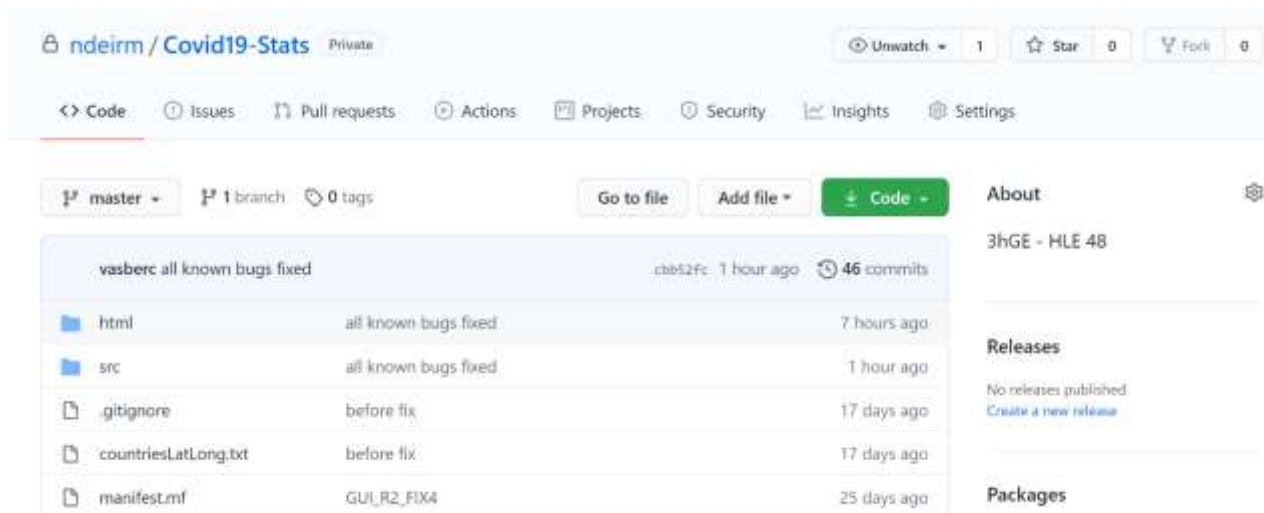 ndeirm / Covid19-Stats Private
Unwatch 1 Star 0 Fork 0
<> Code Issues Pull requests Actions Projects Security Insights Settings
master 1 branch 0 tags Go to file Add file Code
About
3hGE - HLE 48
vasberc all known bugs fixed cbb52fc 1 hour ago 46 commits
html all known bugs fixed 7 hours ago
src all known bugs fixed 1 hour ago
.gitignore before fix 17 days ago
countriesLatLong.txt before fix 17 days ago
manifest.mf GUI_R2_FIX4 25 days ago
Releases
No releases published
Create a new release
Packages